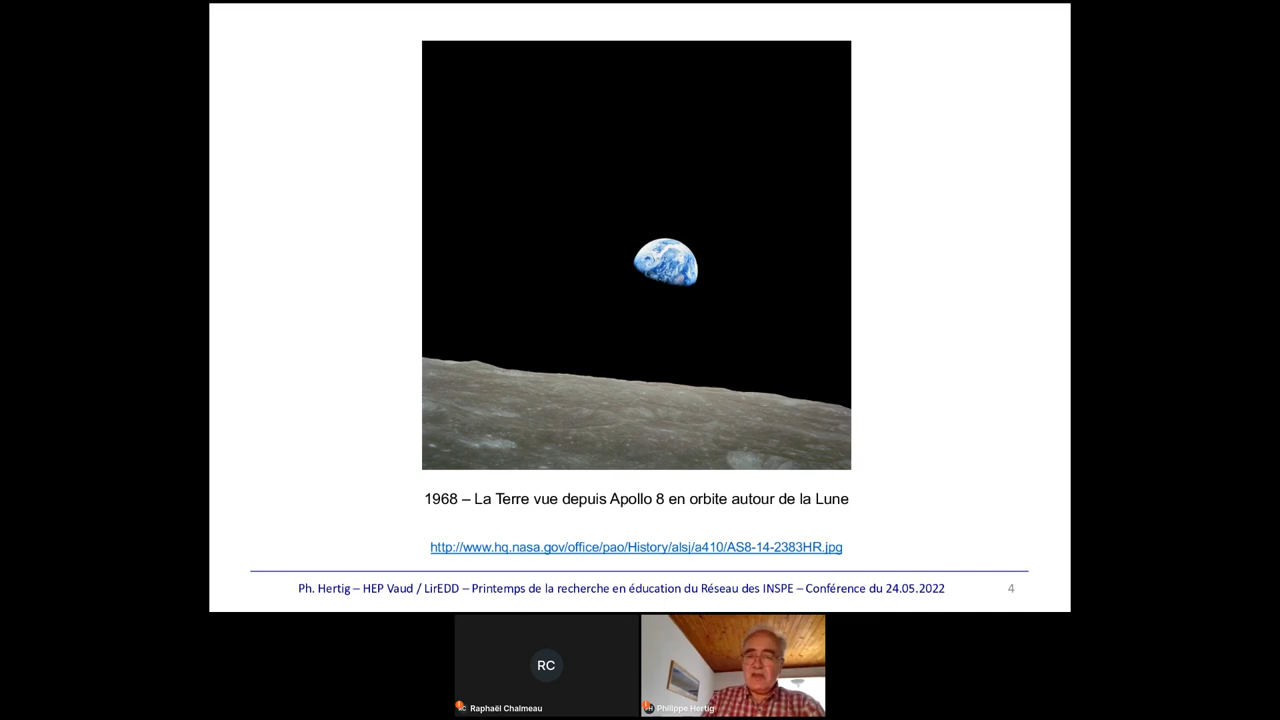 1968 – La Terre vue depuis Apollo 8 en orbite autour de la Lune
http://www.hq.nasa.gov/office/pao/History/alsj/a410/AS8-14-2383HR.jpg
Ph. Hertig – HEP Vaud / LirEDD – Printemps de la recherche en éducation du Réseau des INSPE – Conférence du 24.05.2022
4
RC
Raphaël Chalmeau
Philippe Hertig